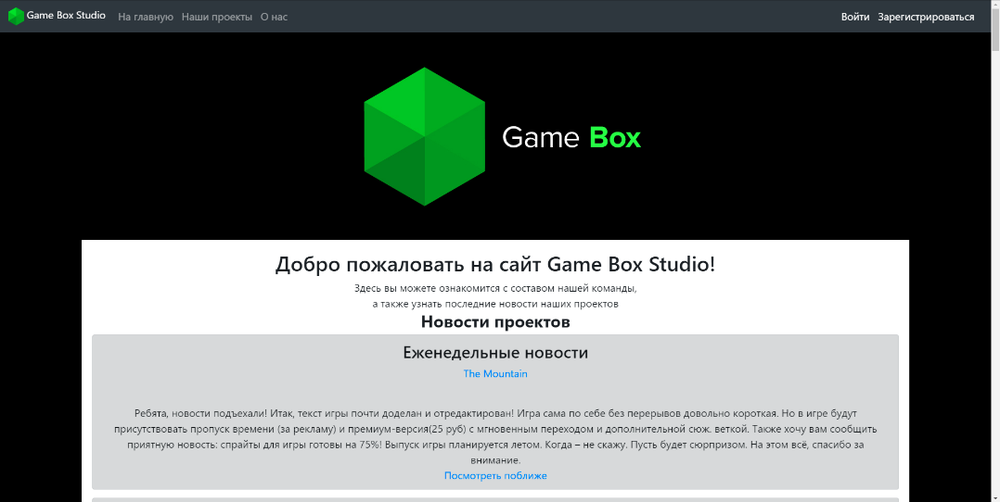 Game Box Studio На главную Наши проекты О нас Войти Зарегистрироваться
Game Box
Добро пожаловать на сайт Game Box Studio!
Здесь вы можете ознакомится с составом нашей команды,
а также узнать последние новости наших проектов
Новости проектов
Еженедельные новости
The Mountain
Ребята, новости подъехали! Итак, текст игры почти доделан и отредактирован! Игра сама по себе без перерывов довольно короткая. Но в игре будут
присутствовать пропуск времени (за рекламу) и премиум-версия(25 руб) с мгновенным переходом и дополнительной сюж. веткой. Также хочу вам сообщить
приятную новость: спрайты для игры готовы на 75%! Выпуск игры планируется летом. Когда – не скажу. Пусть будет сюрпризом. На этом всё, спасибо за
внимание.
Посмотреть поближе